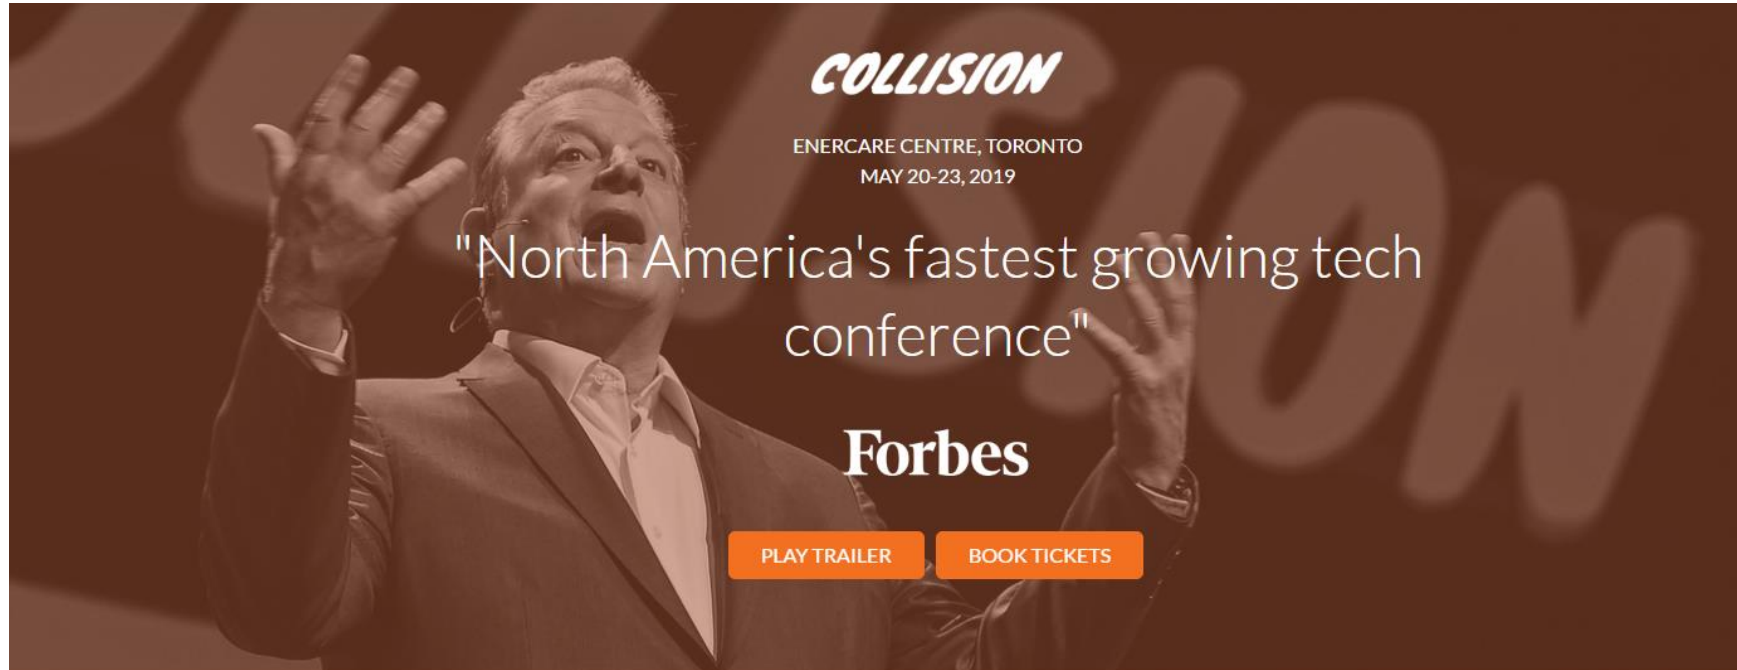 COLLISION
ENERCARE CENTRE, TORONTO
MAY 20-23, 2019
"North America's fastest growing tech
conference"
Forbes
PLAY TRAILER BOOK TICKETS